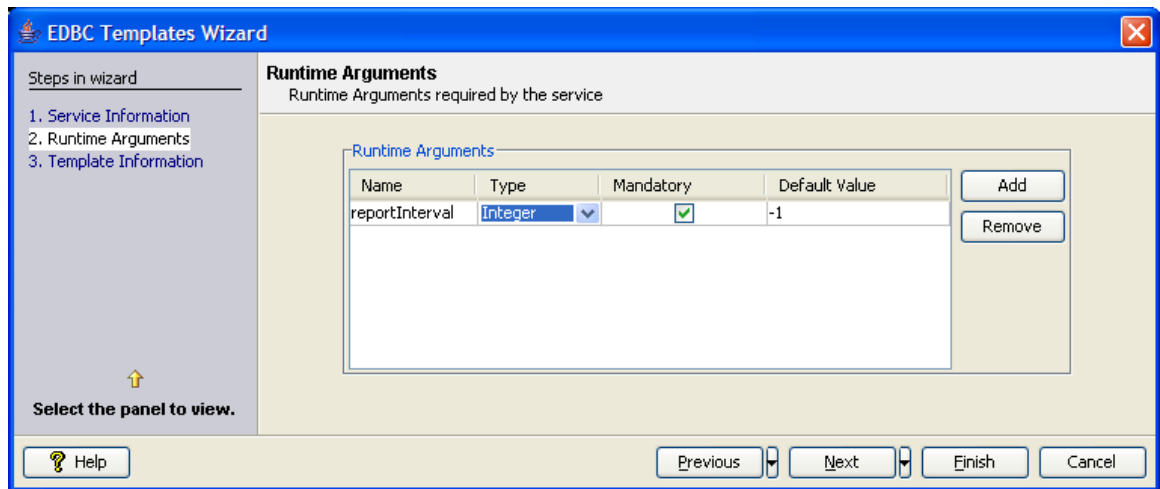 EDBC Templates Wizard
Steps in wizard
1. Service Information
2. Runtime Arguments
3. Template Information
Select the panel to view.
Runtime Arguments
Runtime Arguments required by the service
Runtime Arguments
Name Type Mandatory Default Value
reportInterval Integer -1
Add
Remove
Help
Previous Next Finish Cancel